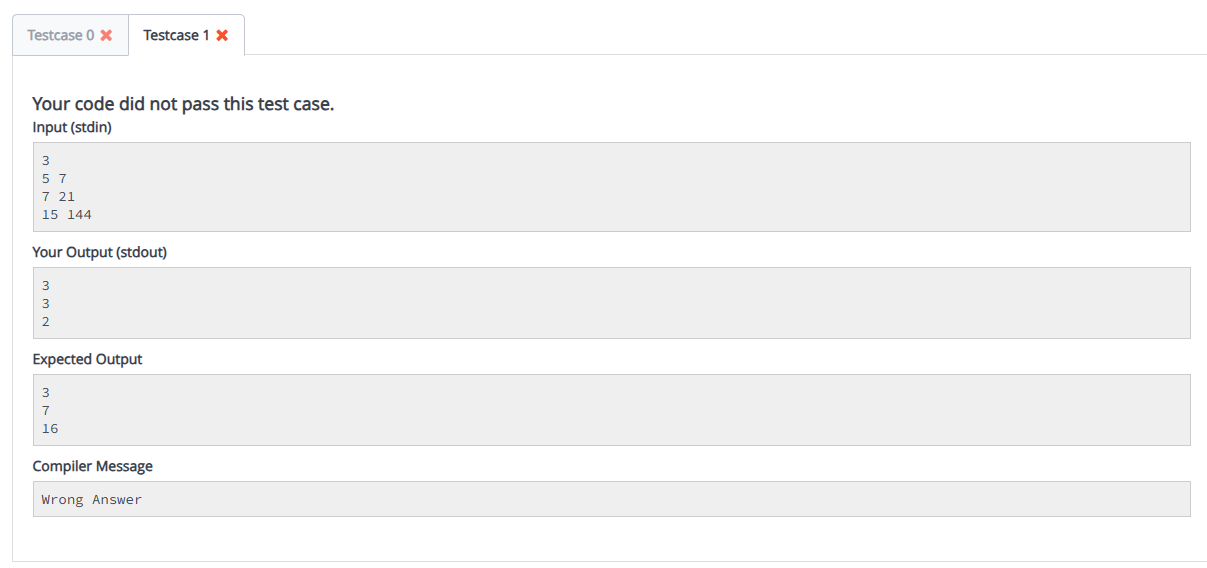 Testcase 0 Testcase 1
Your code did not pass this test case.
Input (stdin)
3
5 7
7 21
15 144
Your Output (stdout)
3
3
2
Expected Output
3
7
16
Compiler Message
Wrong Answer